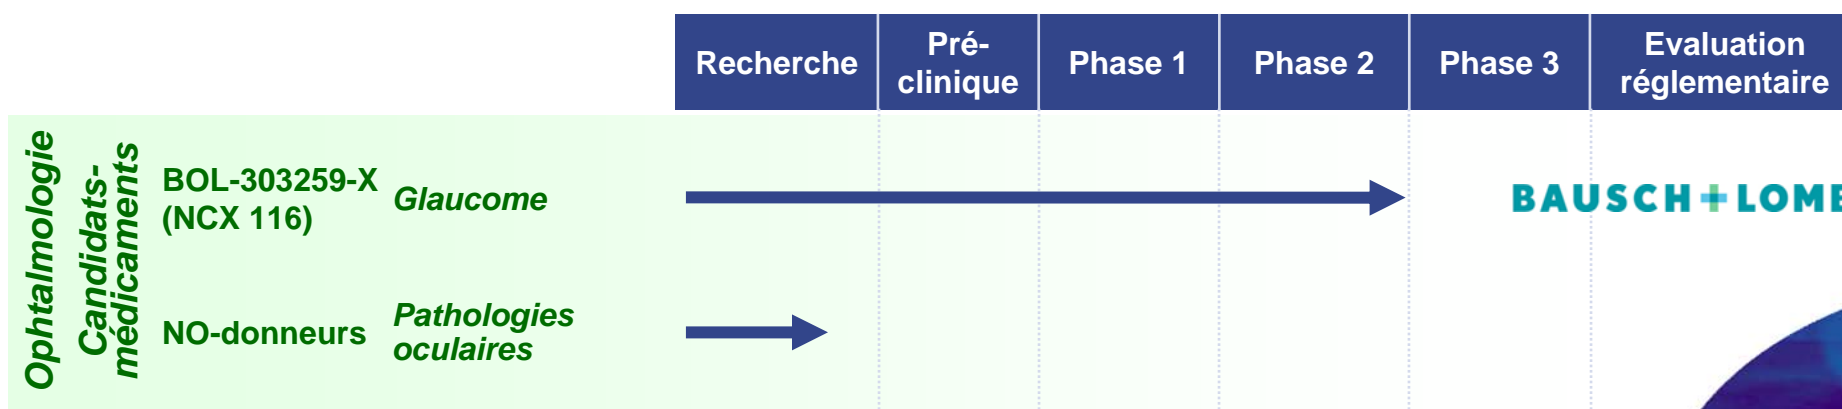 Recherche
Pré-
clinique
Phase 1
Phase 2
Phase 3
Evaluation
réglementaire
Ophtalmologie
Candidats-
médicaments
BOL-303259-X
(NCX 116)
Glaucome
BAUSCH+LOMB
NO-donneurs
Pathologies
oculaires